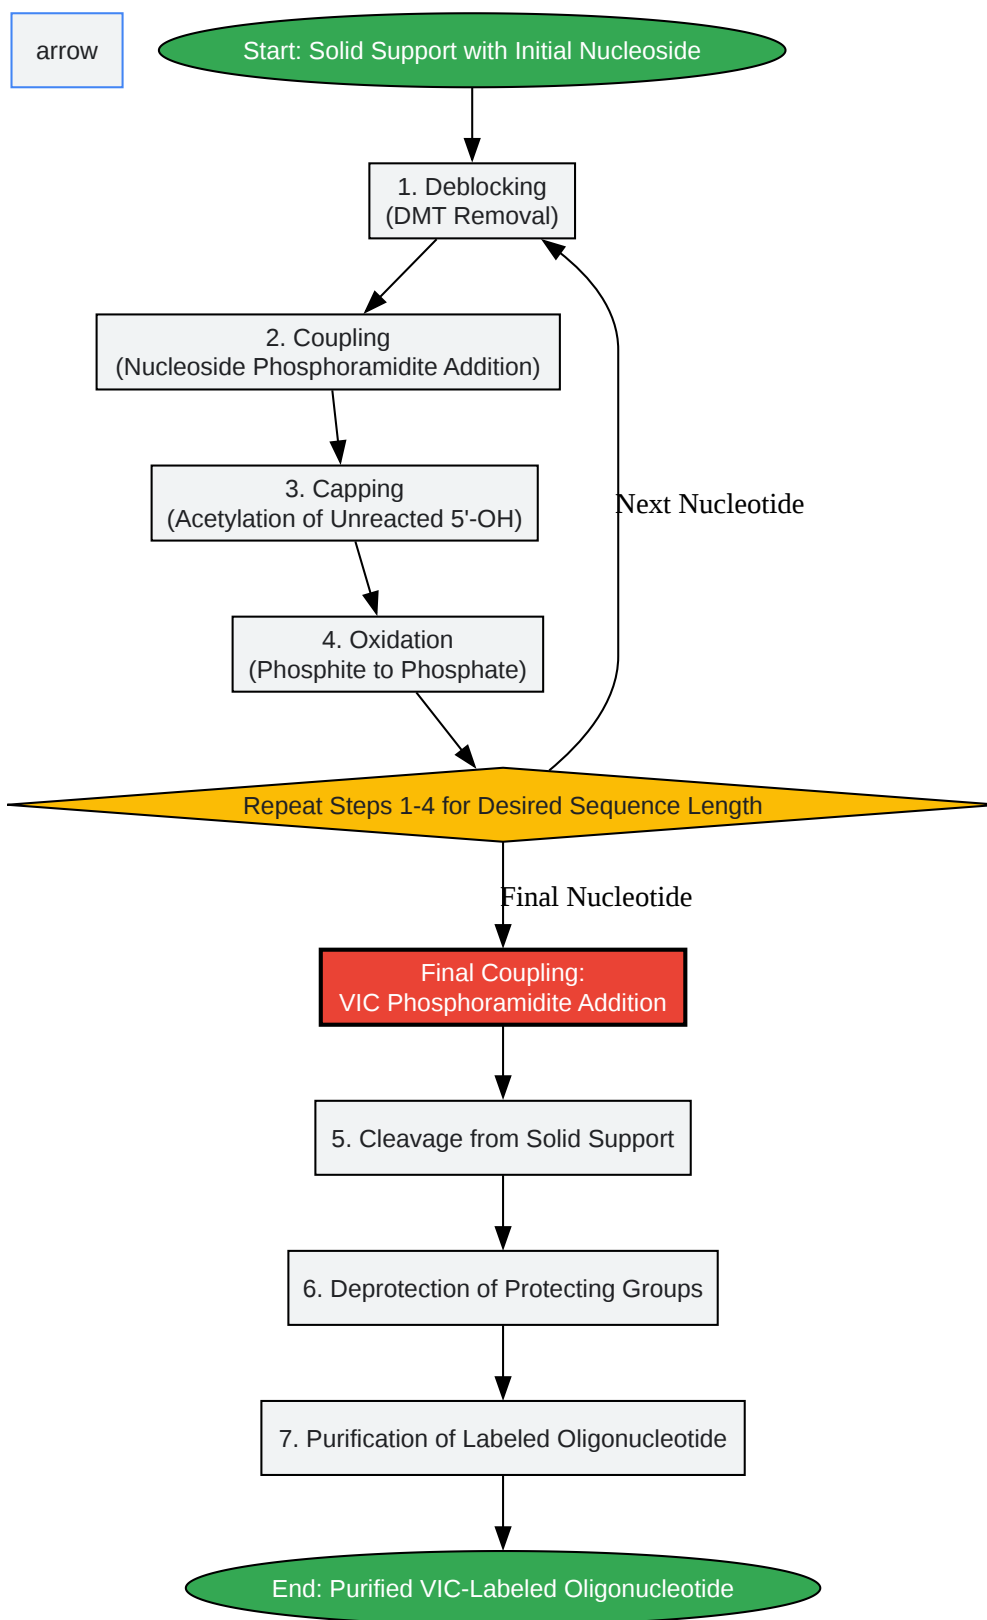 arrow
Start: Solid Support with Initial Nucleoside
1. Deblocking
(DMT Removal)
2. Coupling
(Nucleoside Phosphoramidite Addition)
3. Capping
(Acetylation of Unreacted 5'-OH)
Next Nucleotide
4. Oxidation
(Phosphite to Phosphate)
Repeat Steps 1-4 for Desired Sequence Length
Final Nucleotide
Final Coupling:
VIC Phosphoramidite Addition
5. Cleavage from Solid Support
6. Deprotection of Protecting Groups
7. Purification of Labeled Oligonucleotide
End: Purified VIC-Labeled Oligonucleotide